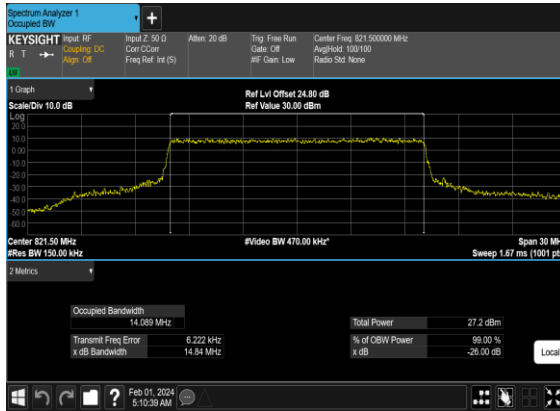 Spectrum Analyzer 1
Occupied BW
KEYSIGHT Input: RF Input Z: 50 Ω Atten: 20 dB Trig: Free Run Center Freq: 821.500000 MHz
R T Coupling: DC Corr CCorr Gate: Off Avg|Hold: 100/100
Align: Off Freq Ref: Int (S) #IF Gain: Low Radio Std: None
1 Graph
Ref Lvl Offset 24.80 dB
Scale/Div 10.0 dB Ref Value 30.00 dBm
Log
20.0
10.0
0.00
-10.0
-20.0
-30.0
-40.0
-50.0
-60.0
Center 821.50 MHz #Video BW 470.00 kHz* Span 30 MH
#Res BW 150.00 kHz Sweep 1.67 ms (1001 pt
2 Metrics
Occupied Bandwidth
14.089 MHz Total Power 27.2 dBm
Transmit Freq Error 6.222 kHz % of OBW Power 99.00 %
x dB Bandwidth 14.84 MHz x dB -26.00 dB
Local
Feb 01, 2024
5:10:39 AM